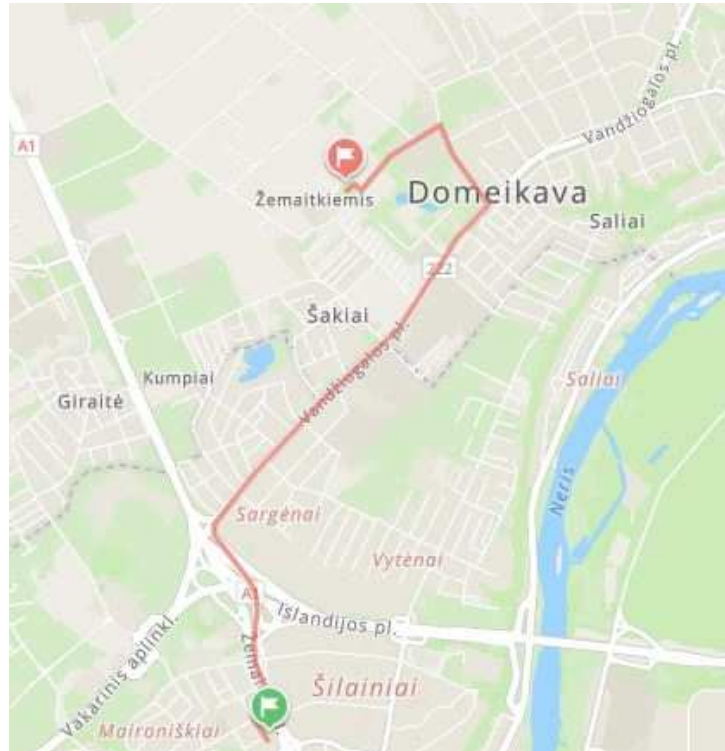 Vandžiogalos pl.
A1
Žemaitkiemis
Domeikava
Saliai
222
Šakiai
Kumpiai
Saliai
Giraitė
Vandžiogalos pl.
Neris
Sargėnai
Vytėnai
A1
Islandijos pl.
Vakarinis aplinkl.
Šilainiai
Maironiškiai